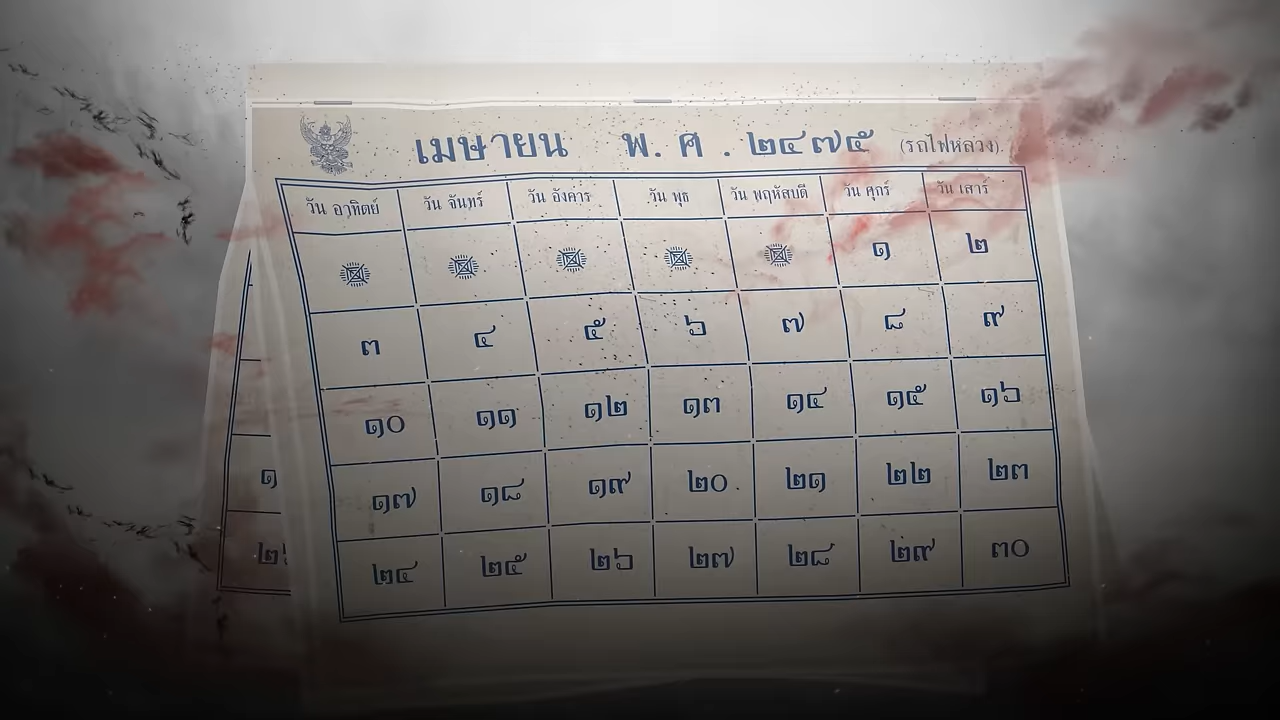 เมษายน พ.ศ. ๒๔๗๕ (รถไฟหลวง)
วัน อาทิตย์ วัน จันทร์ วัน อังคาร วัน พุธ วัน พฤหัสบดี วัน ศุกร์ วัน เสาร์
๑ ๒
๓ ๔ ๕ ๖ ๗ ๘ ๙
๑๐ ๑๑ ๑๒ ๑๓ ๑๔ ๑๕ ๑๖
๑๗ ๑๘ ๑๙ ๒๐ ๒๑ ๒๒ ๒๓
๒๔ ๒๕ ๒๖ ๒๗ ๒๘ ๒๙ ๓๐